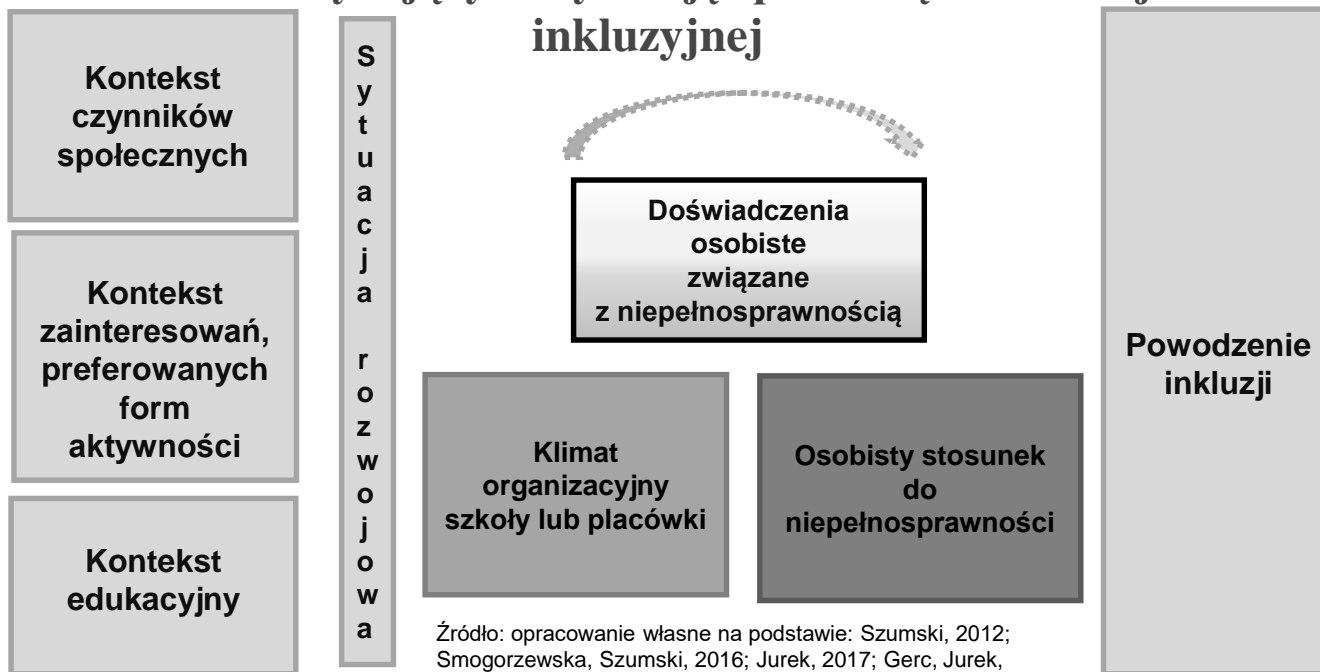 inkluzyjnej
Kontekst
czynników
społecznych
Kontekst
zainteresowań,
preferowanych
form
aktywności
Kontekst
edukacyjny
Sytuacja rozwojowa
Doświadczenia
osobiste
związane
z niepełnosprawnością
Klimat
organizacyjny
szkoły lub placówki
Osobisty stosunek
do
niepełnosprawności
Powodzenie
inkluzji
Źródło: opracowanie własne na podstawie: Szumski, 2012;
Smogorzewska, Szumski, 2016; Jurek, 2017; Gerc, Jurek,